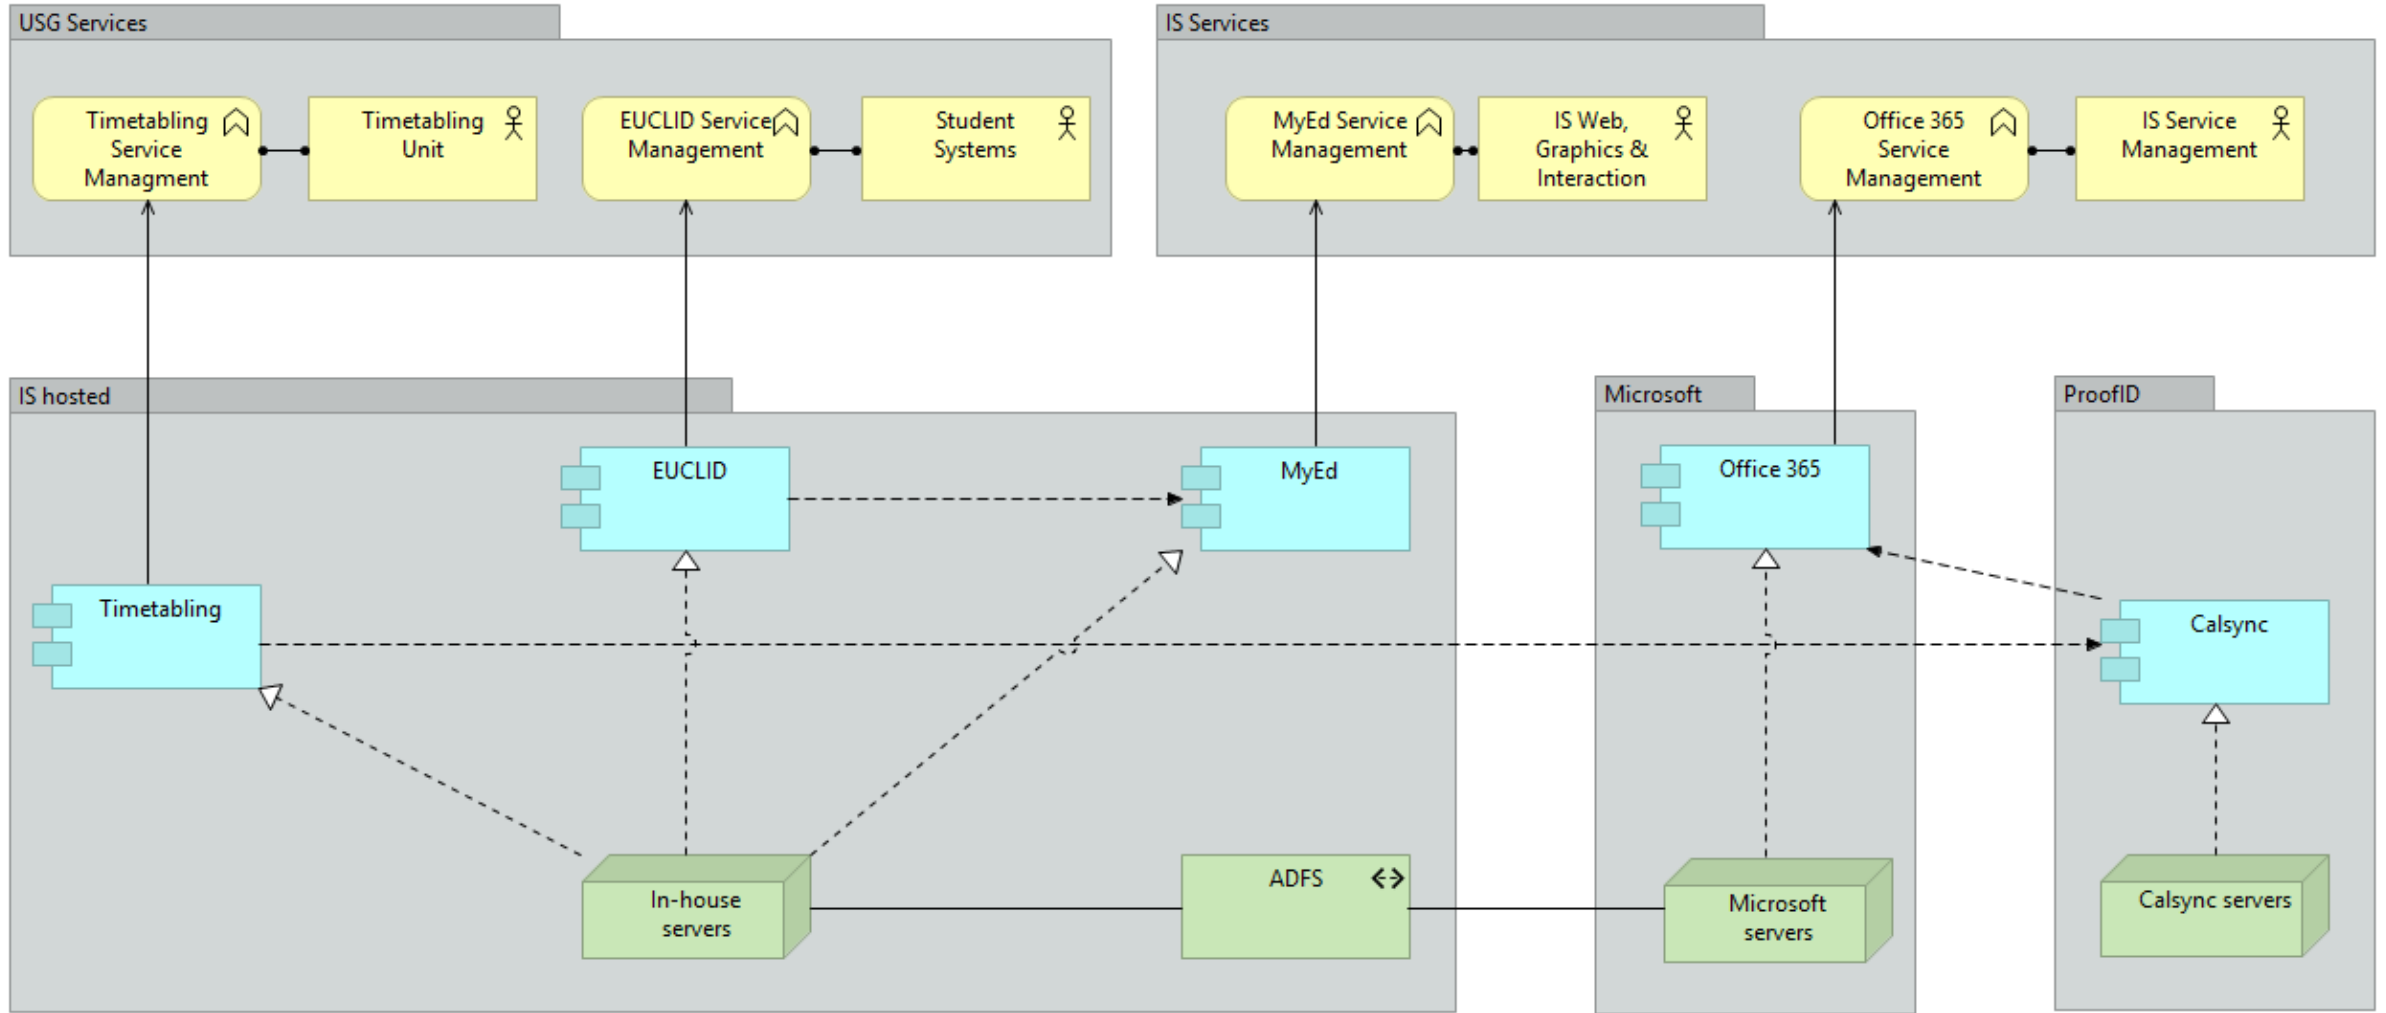 USG Services
IS Services
Timetabling
Service
Managment
Timetabling
Unit
EUCLID Service
Management
Student
Systems
MyEd Service
Management
IS Web,
Graphics &
Interaction
Office 365
Service
Management
IS Service
Management
IS hosted
Microsoft
ProofID
EUCLID
MyEd
Office 365
Timetabling
Calsync
In-house
servers
ADFS
Microsoft
servers
Calsync servers